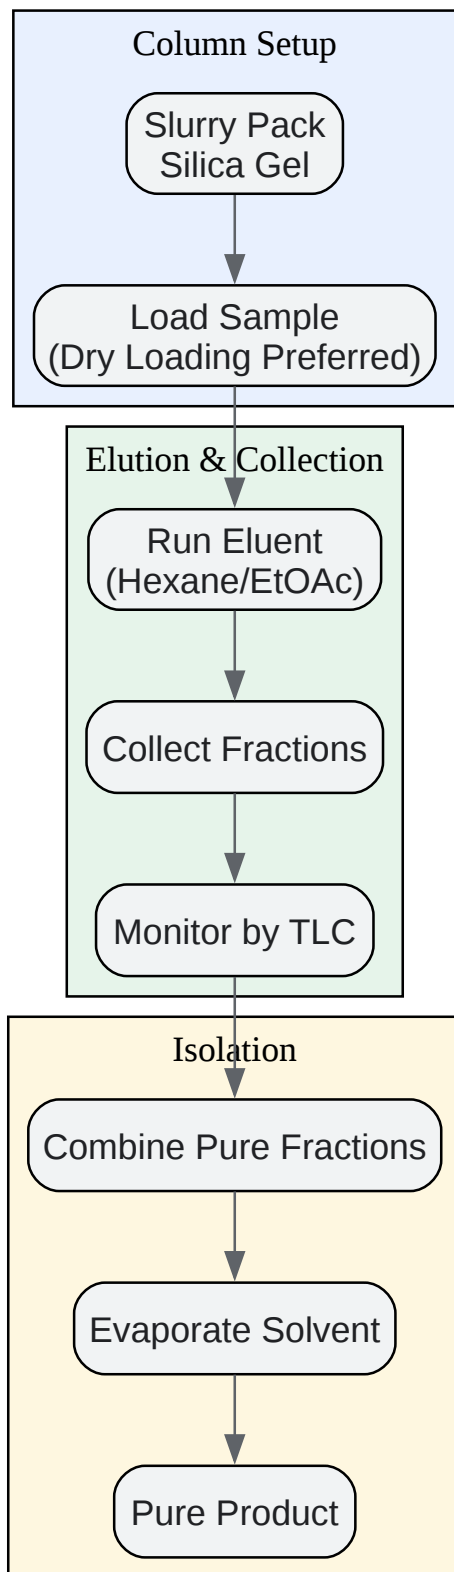 Column Setup
Slurry Pack
Silica Gel
Load Sample
(Dry Loading Preferred)
Elution & Collection
Run Eluent
(Hexane/EtOAc)
Collect Fractions
Monitor by TLC
Isolation
Combine Pure Fractions
Evaporate Solvent
Pure Product